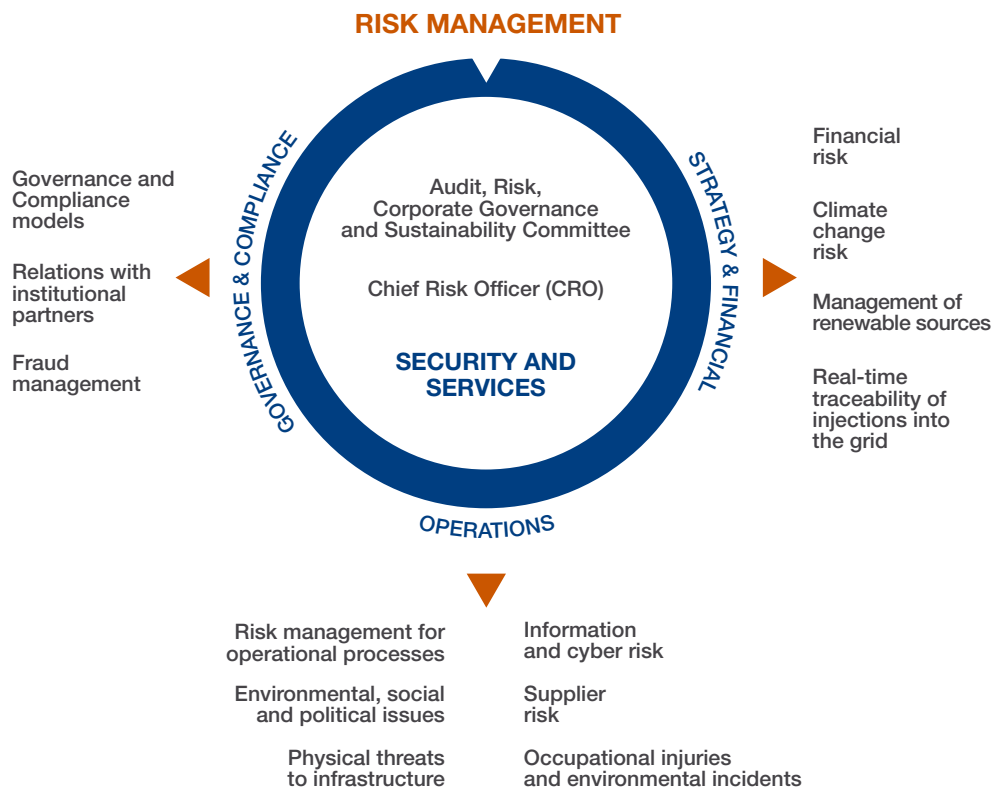 RISK MANAGEMENT
GOVERNANCE & COMPLIANCE
Governance and
Compliance
models
Relations with
institutional
partners
Fraud
management
Audit, Risk,
Corporate Governance
and Sustainability Committee
Chief Risk Officer (CRO)
SECURITY AND
SERVICES
STRATEGY & FINANCIAL
Financial
risk
Climate
change
risk
Management of
renewable sources
Real-time
traceability of
injections into
the grid
OPERATIONS
Risk management for
operational processes
Environmental, social
and political issues
Physical threats
to infrastructure
Information
and cyber risk
Supplier
risk
Occupational injuries
and environmental incidents